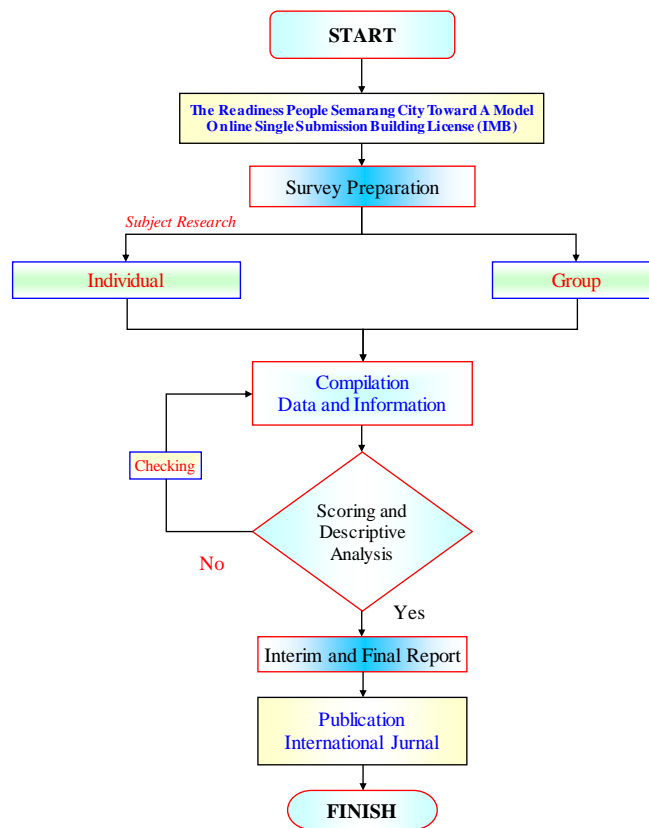 START
The Readiness People Semarang City Toward A Model
Online Single Submission Building License (IMB)
Survey Preparation
Subject Research
Individual
Group
Compilation
Data and Information
Checking
Scoring and
Descriptive
Analysis
No
Yes
Interim and Final Report
Publication
International Jurnal
FINISH